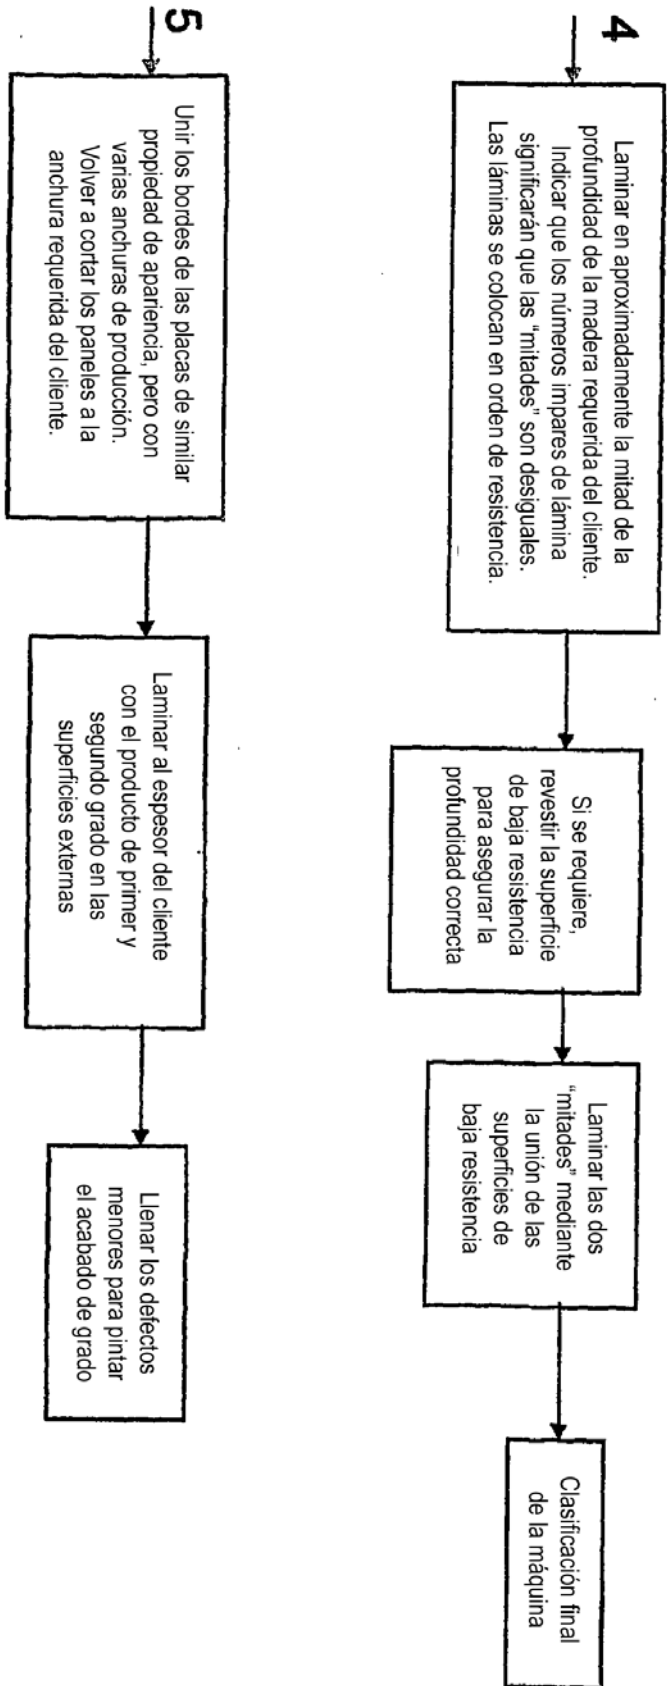 4
Laminar en aproximadamente la mitad de la
profundidad de la madera requerida del cliente.
Indicar que los números impares de lámina
significarán que las "mitades" son desiguales.
Las láminas se colocan en orden de resistencia.
Si se requiere,
revestir la superficie
de baja resistencia
para asegurar la
profundidad correcta
Laminar las dos
"mitades" mediante
la unión de las
superficies de
baja resistencia
Clasificación final
de la máquina
5
Unir los bordes de las placas de similar
propiedad de apariencia, pero con
varias anchuras de producción.
Volver a cortar los paneles a la
anchura requerida del cliente.
Laminar al espesor del cliente
con el producto de primer y
segundo grado en las
superficies externas
Llenar los defectos
menores para pintar
el acabado de grado